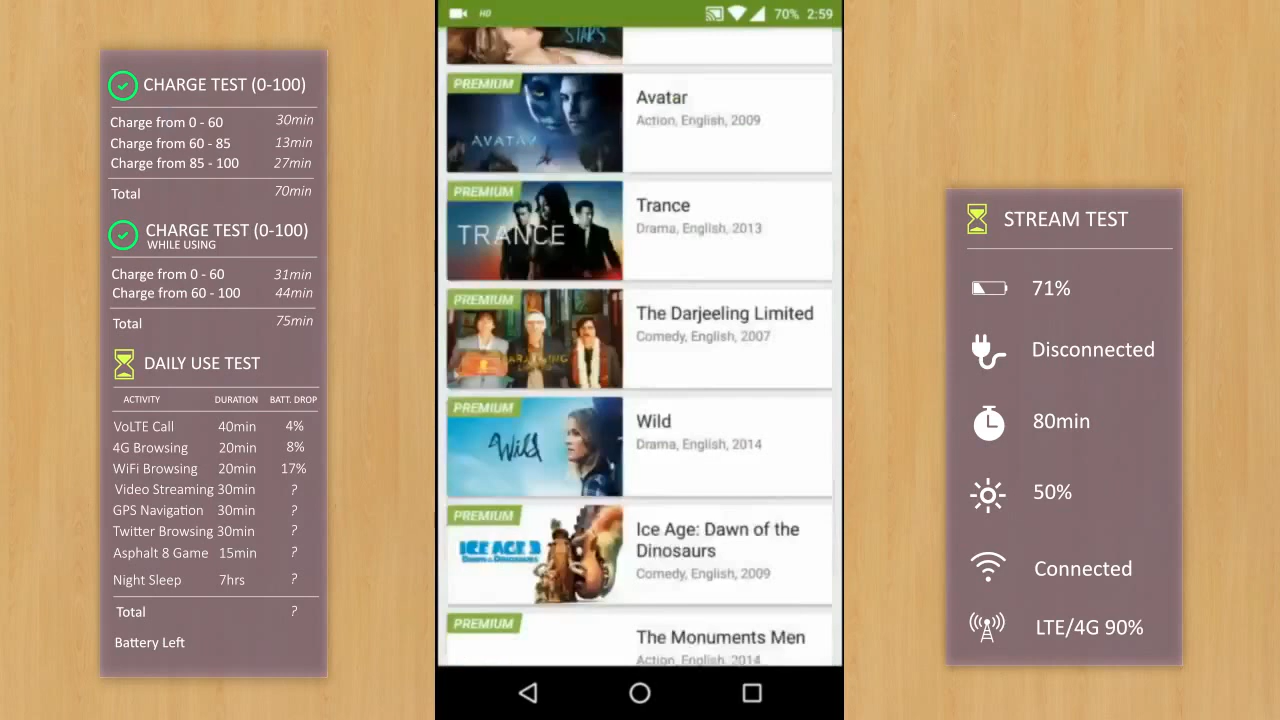 CHARGE TEST (0-100)
Charge from 0 - 60 30min
Charge from 60 - 85 13min
Charge from 85 - 100 27min
Total 70min
CHARGE TEST (0-100)
WHILE USING
Charge from 0 - 60 31min
Charge from 60 - 100 44min
Total 75min
DAILY USE TEST
ACTIVITY DURATION BATT. DROP
VoLTE Call 40min 4%
4G Browsing 20min 8%
WiFi Browsing 20min 17%
Video Streaming 30min ?
GPS Navigation 30min ?
Twitter Browsing 30min ?
Asphalt 8 Game 15min ?
Night Sleep 7hrs ?
Total ?
Battery Left
HD 70% 2:59
STARS
PREMIUM
AVATAR
Avatar
Action, English, 2009
PREMIUM
TRANCE
Trance
Drama, English, 2013
PREMIUM
The Darjeeling Limited
Comedy, English, 2007
PREMIUM
Wild
Wild
Drama, English, 2014
PREMIUM
ICE AGE 3
Ice Age: Dawn of the
Dinosaurs
Comedy, English, 2009
PREMIUM
The Monuments Men
Action, English, 2014
STREAM TEST
71%
Disconnected
80min
50%
Connected
LTE/4G 90%